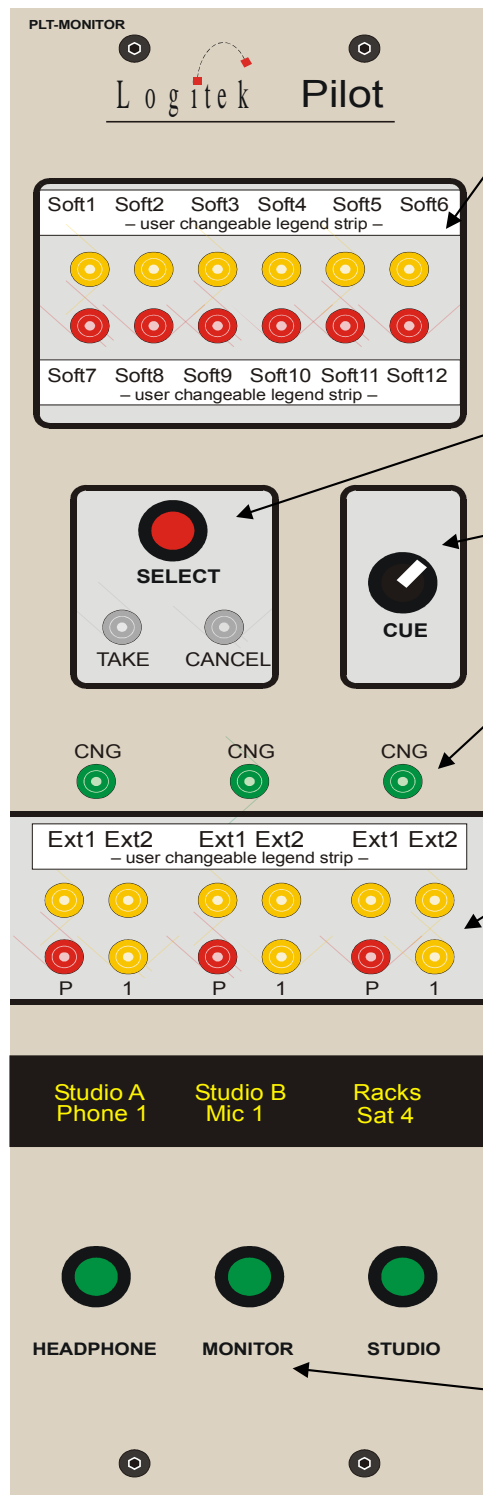 PLT-MONITOR
Logitek Pilot
Soft1 Soft2 Soft3 Soft4 Soft5 Soft6
– user changeable legend strip –
Soft7 Soft8 Soft9 Soft10 Soft11 Soft12
– user changeable legend strip –
SELECT
CUE
TAKE CANCEL
CNG CNG CNG
Ext1 Ext2 Ext1 Ext2 Ext1 Ext2
– user changeable legend strip –
P 1 P 1 P 1
Studio A Studio B Racks
Phone 1 Mic 1 Sat 4
HEADPHONE MONITOR STUDIO